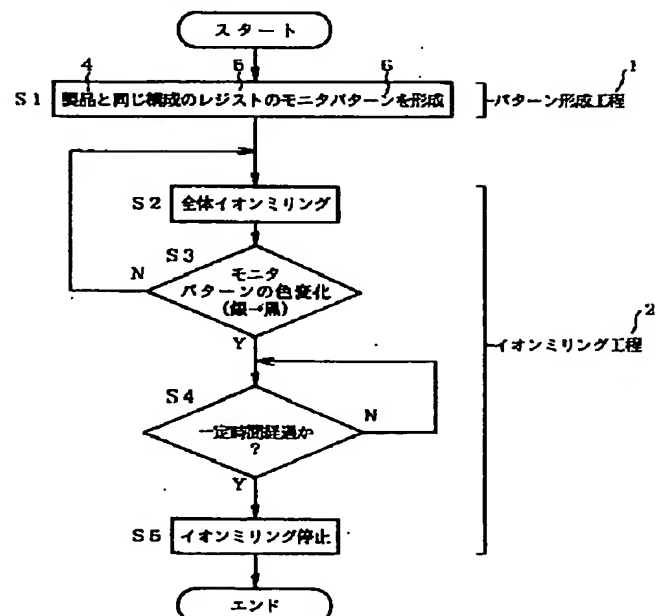 スタート
4 5 6
S1 製品と同じ構成のレジストのモニタパターンを形成
1
パターン形成工程
S2 全体イオンミリング
S3
N
モニタ
パターンの色変化
(銀→黒)
2
イオンミリング工程
Y
S4
N
一定時間経過か
?
Y
S5 イオンミリング停止
エンド